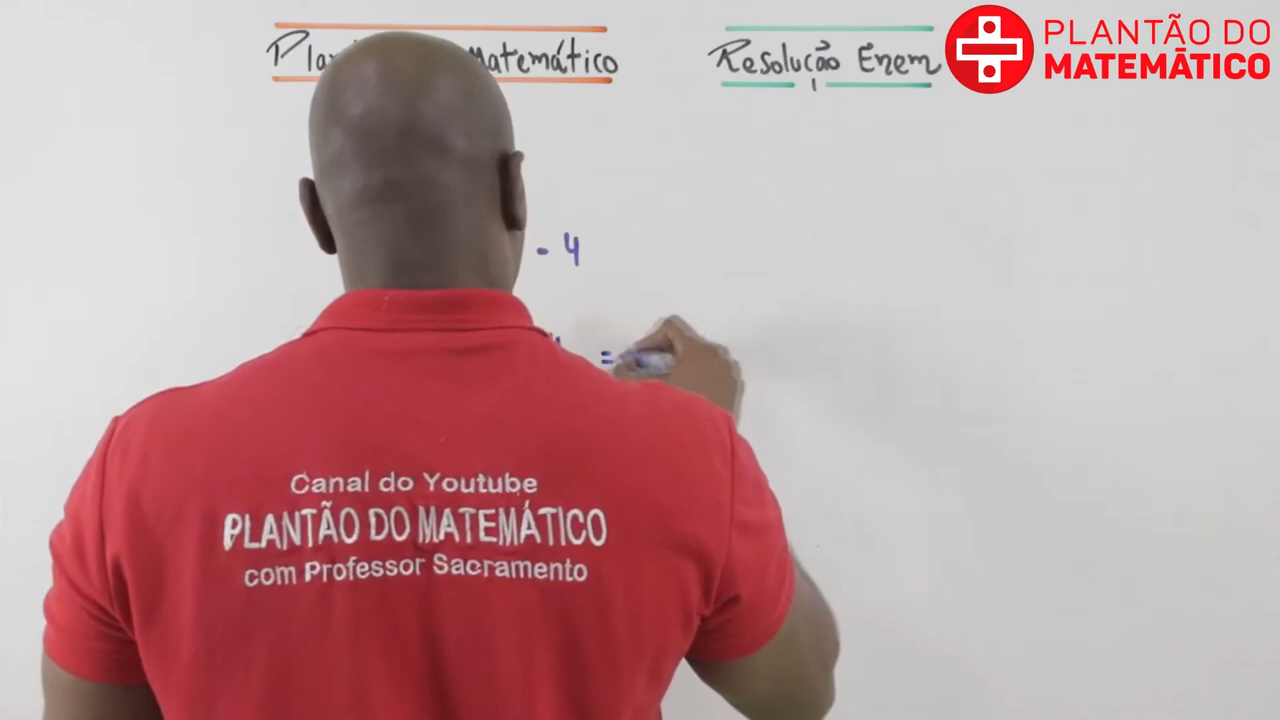 Matemático
Resolução Enem
PLANTÃO DO
MATEMÁTICO
- 4
=
Canal do Youtube
PLANTÃO DO MATEMÁTICO
com Professor Sacramento